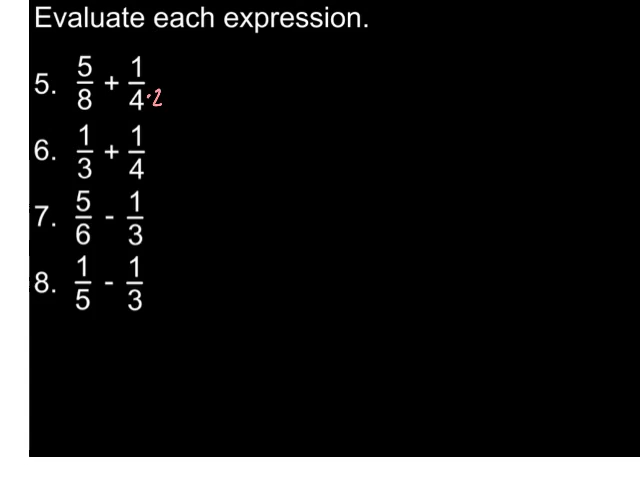 Evaluate each expression.
5. 5/8 + 1/4·2
6. 1/3 + 1/4
7. 5/6 - 1/3
8. 1/5 - 1/3